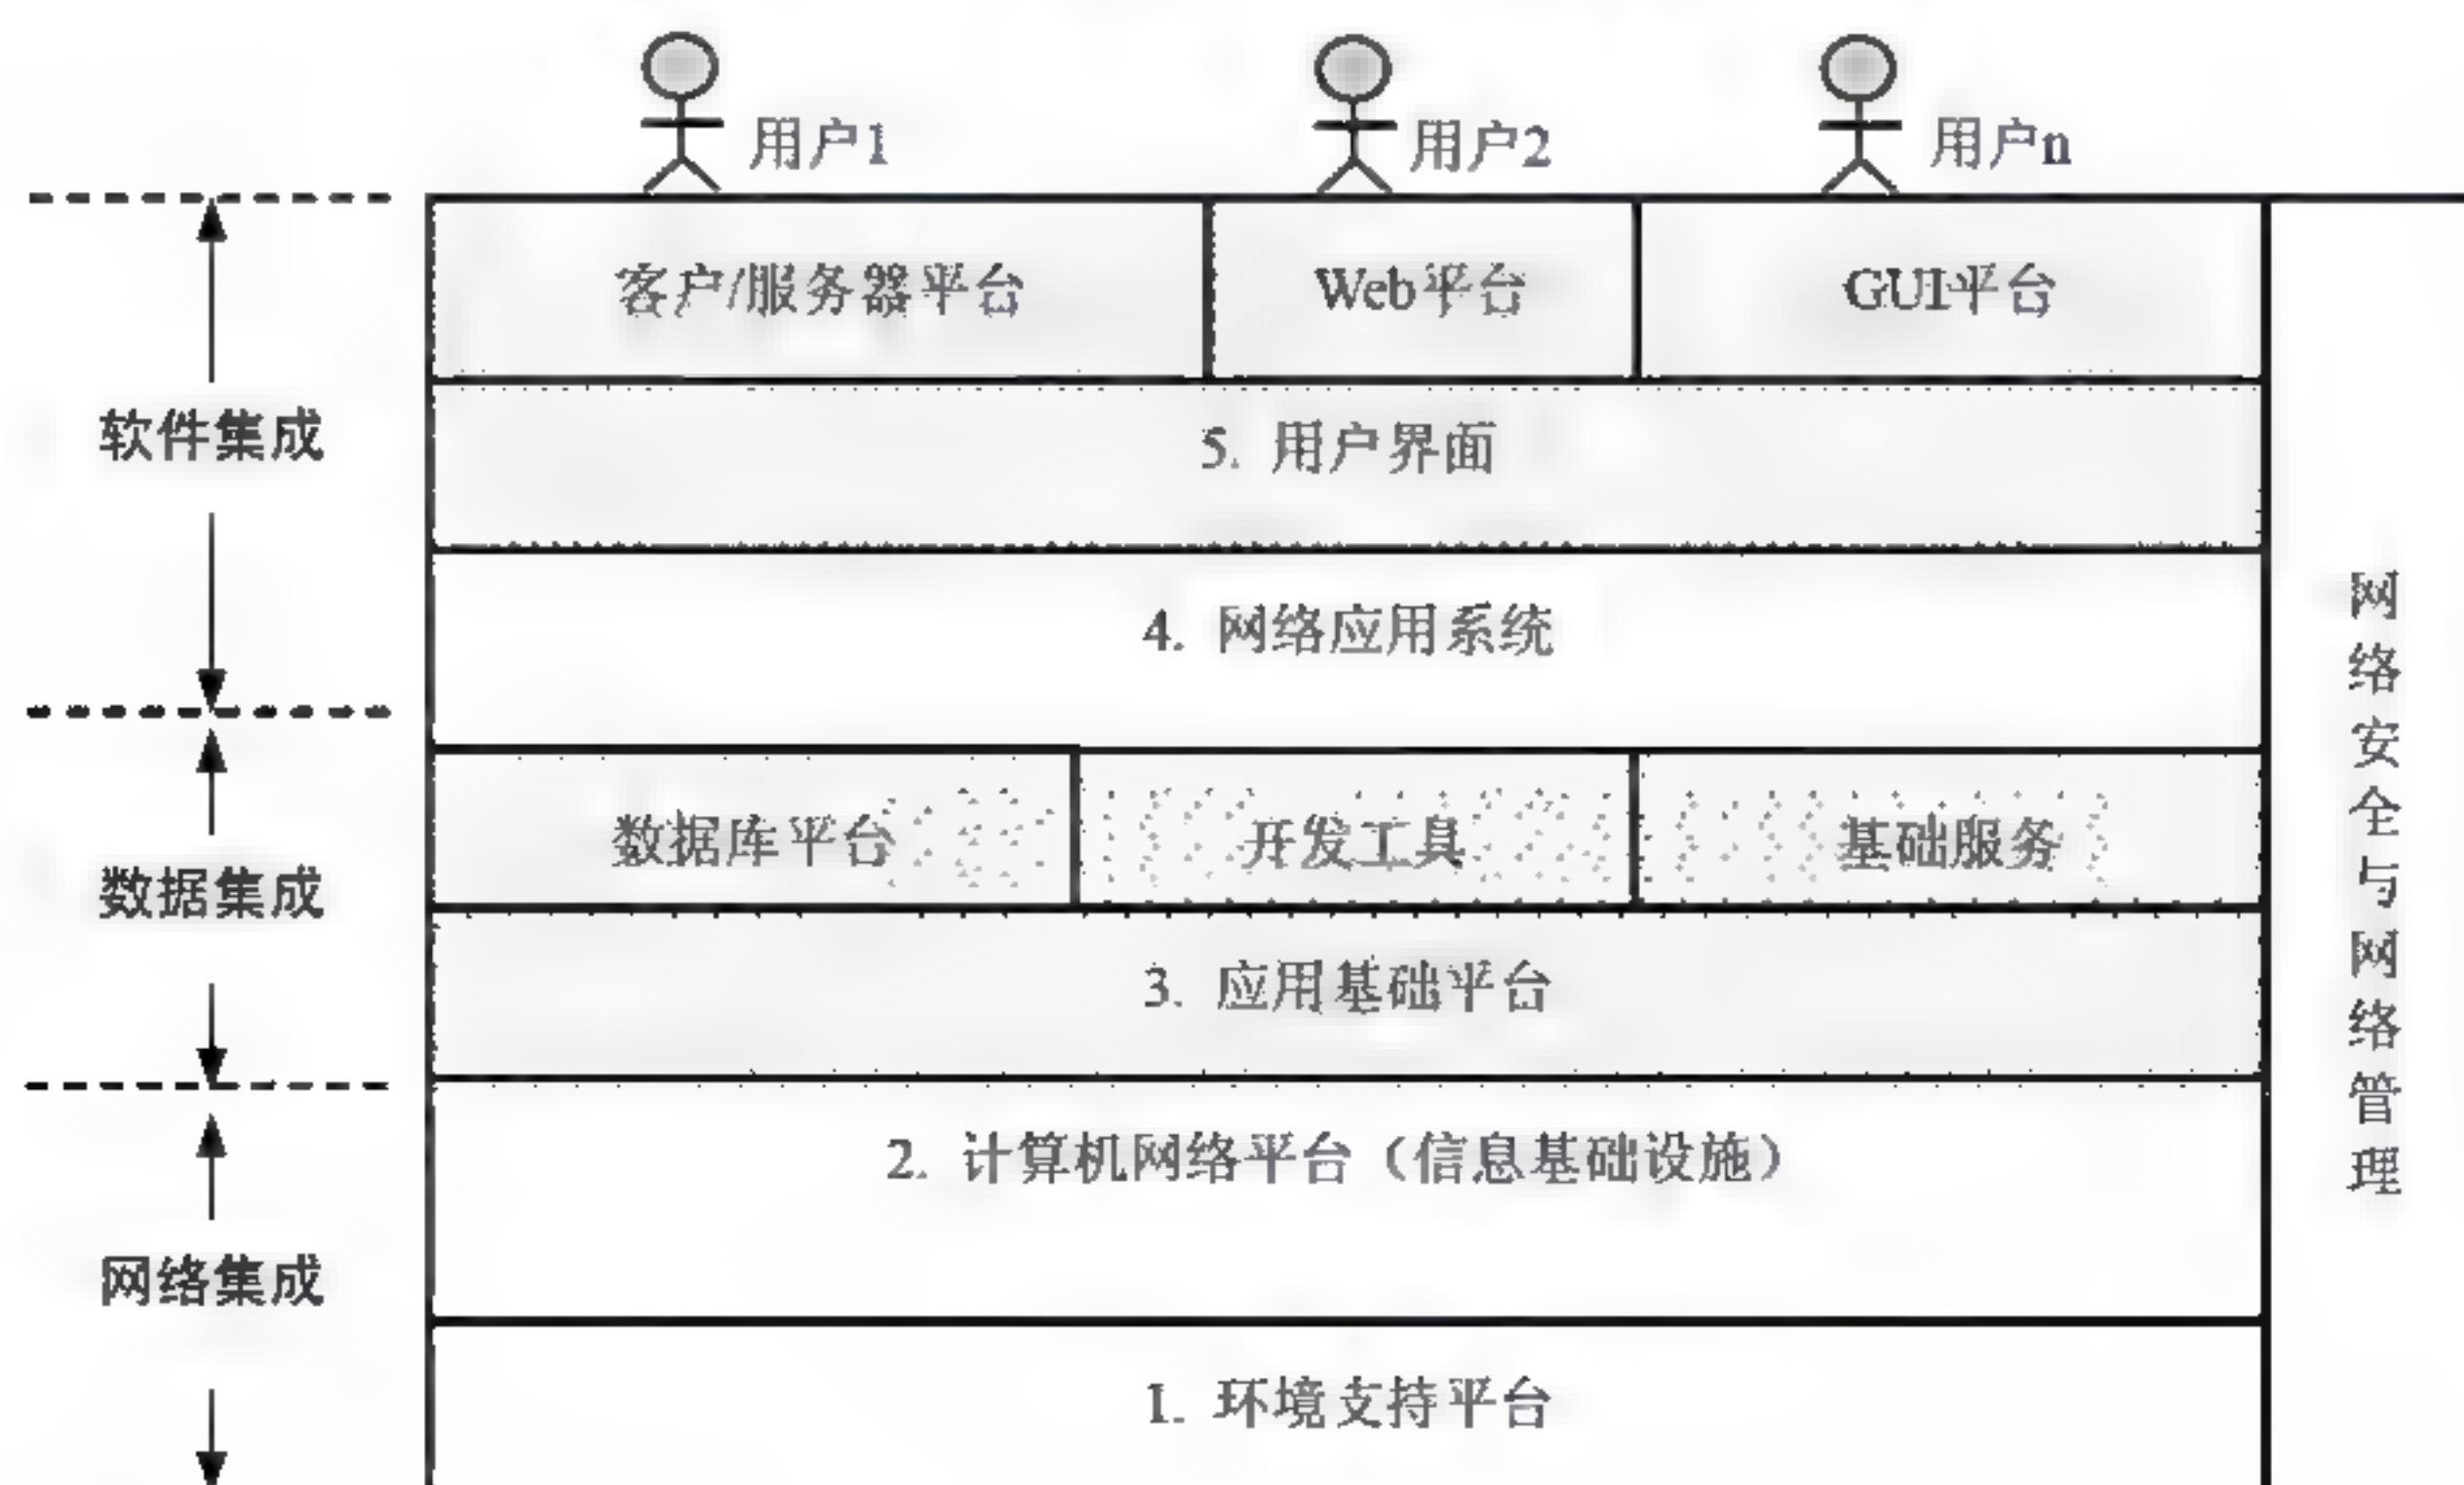 用户1
用户2
用户n
客户/服务器平台
Web平台
GUI平台
软件集成
5. 用户界面
4. 网络应用系统
数据库平台
开发工具
基础服务
数据集成
3. 应用基础平台
2. 计算机网络平台（信息基础设施）
网络集成
1. 环境支持平台
网络安全与网络管理